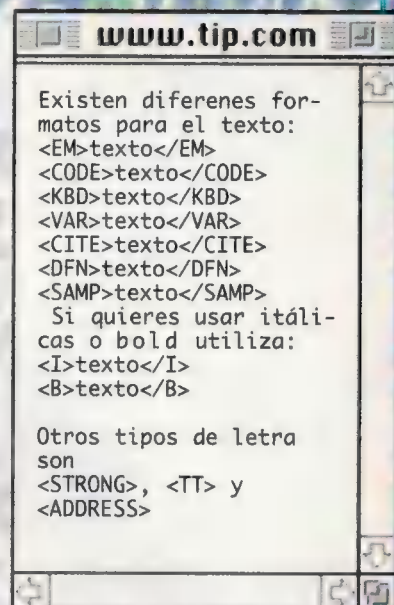 www.tip.com
Existen diferenes for-
matos para el texto:
<EM>texto</EM>
<CODE>texto</CODE>
<KBD>texto</KBD>
<VAR>texto</VAR>
<CITE>texto</CITE>
<DFN>texto</DFN>
<SAMP>texto</SAMP>
Si quieres usar itáli-
cas o bold utiliza:
<I>texto</I>
<B>texto</B>
Otros tipos de letra
son
<STRONG>, <TT> y
<ADDRESS>